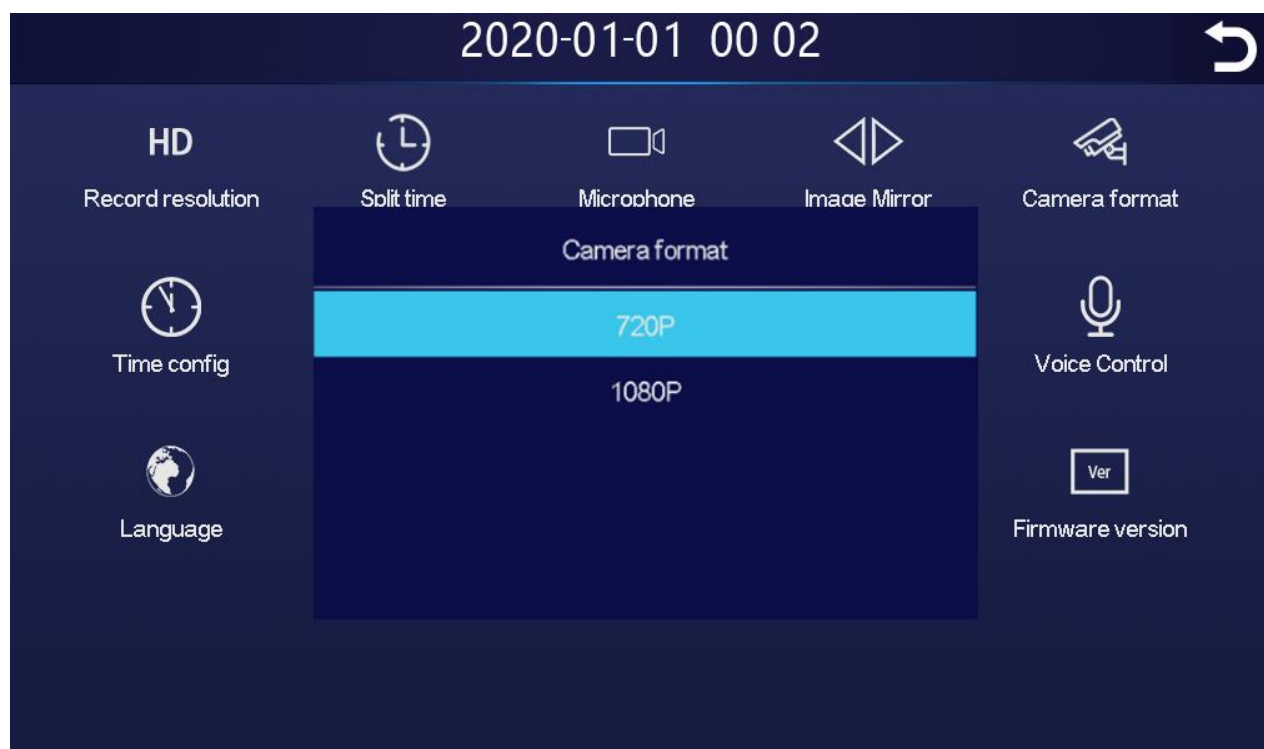 2020-01-01 00 02
HD
Record resolution
Split time
Microphone
Image Mirror
Camera format
Camera format
720P
1080P
Time config
Voice Control
Language
Ver
Firmware version